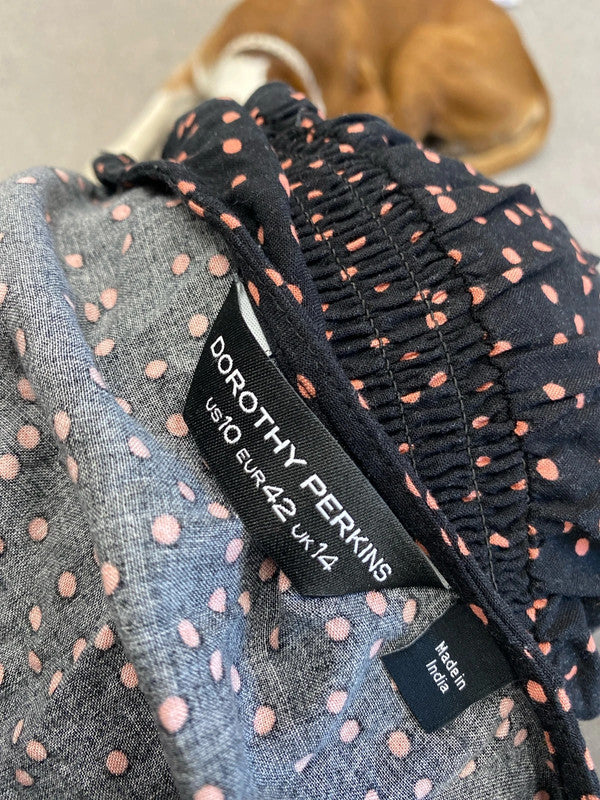 DOROTHY PERKINS
US10 EUR42 UK14
Made in
India